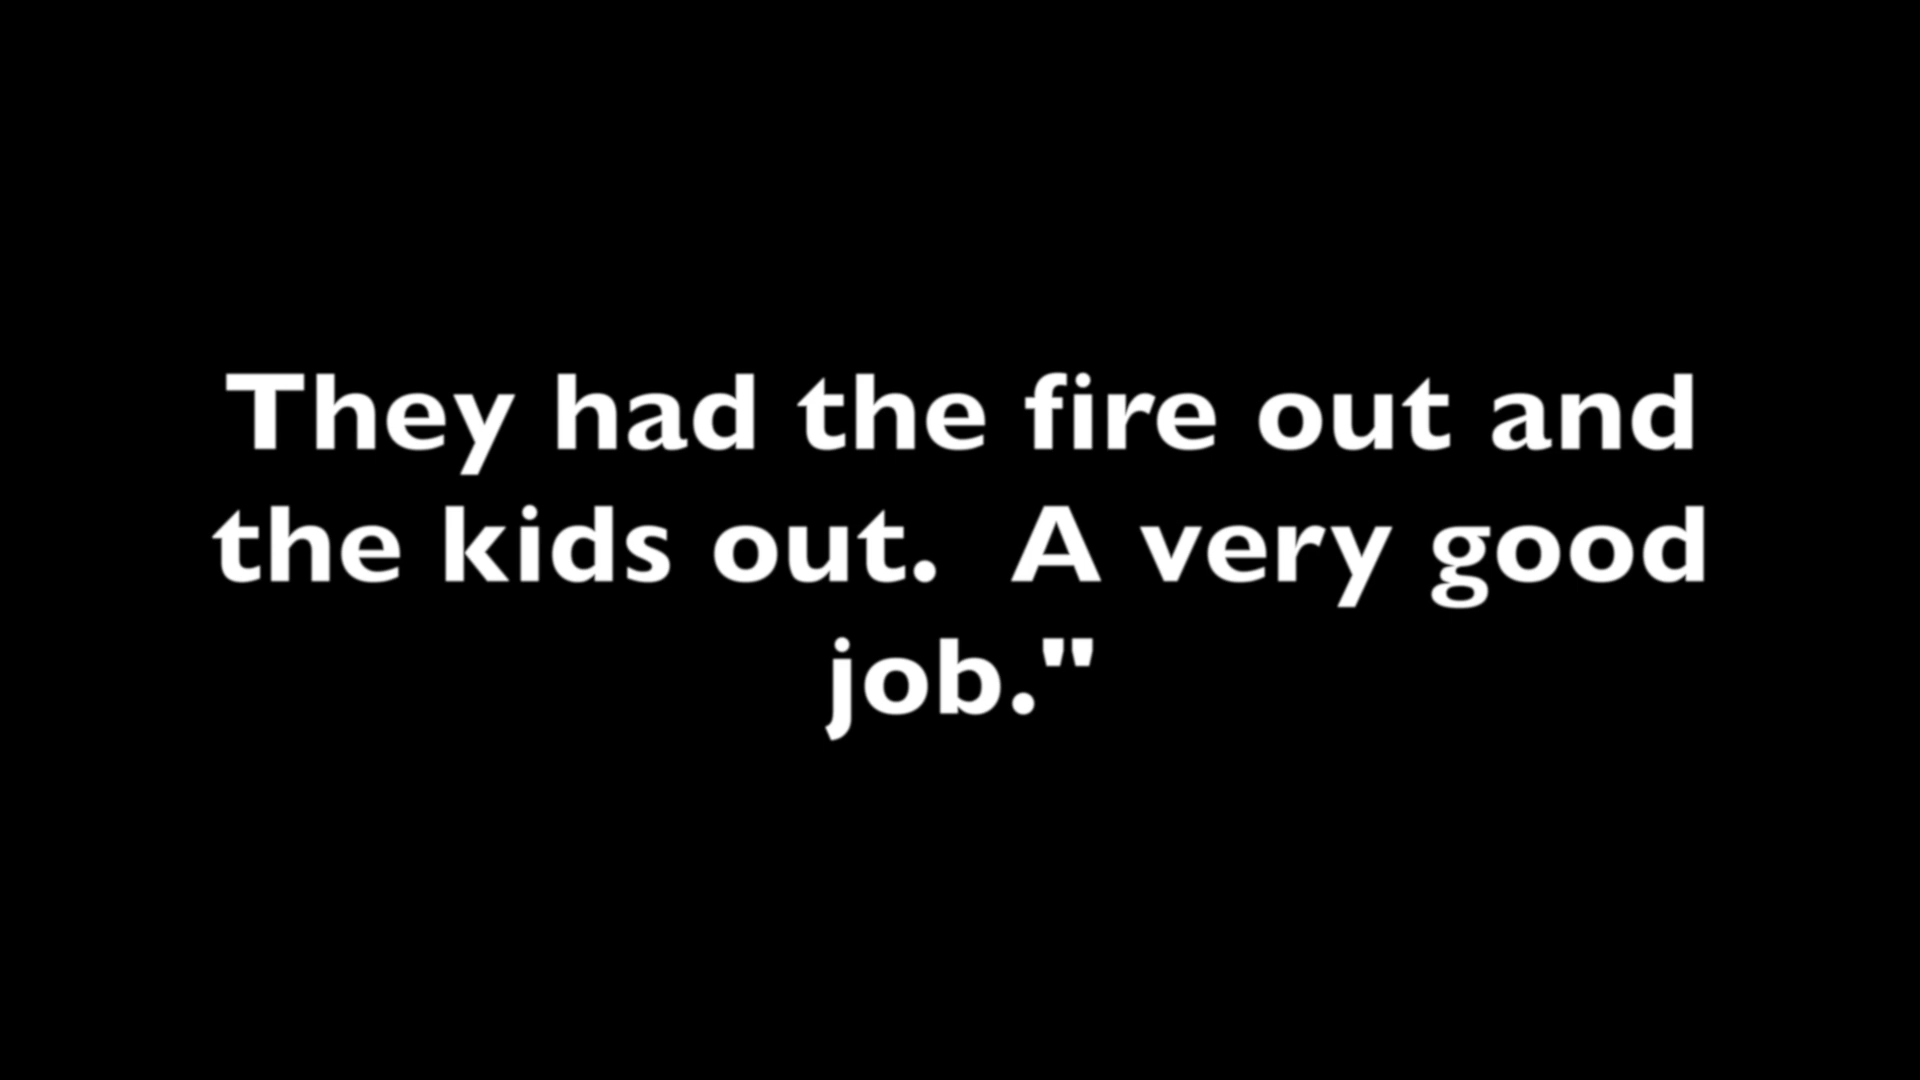 They had the fire out and
the kids out.  A very good
job."